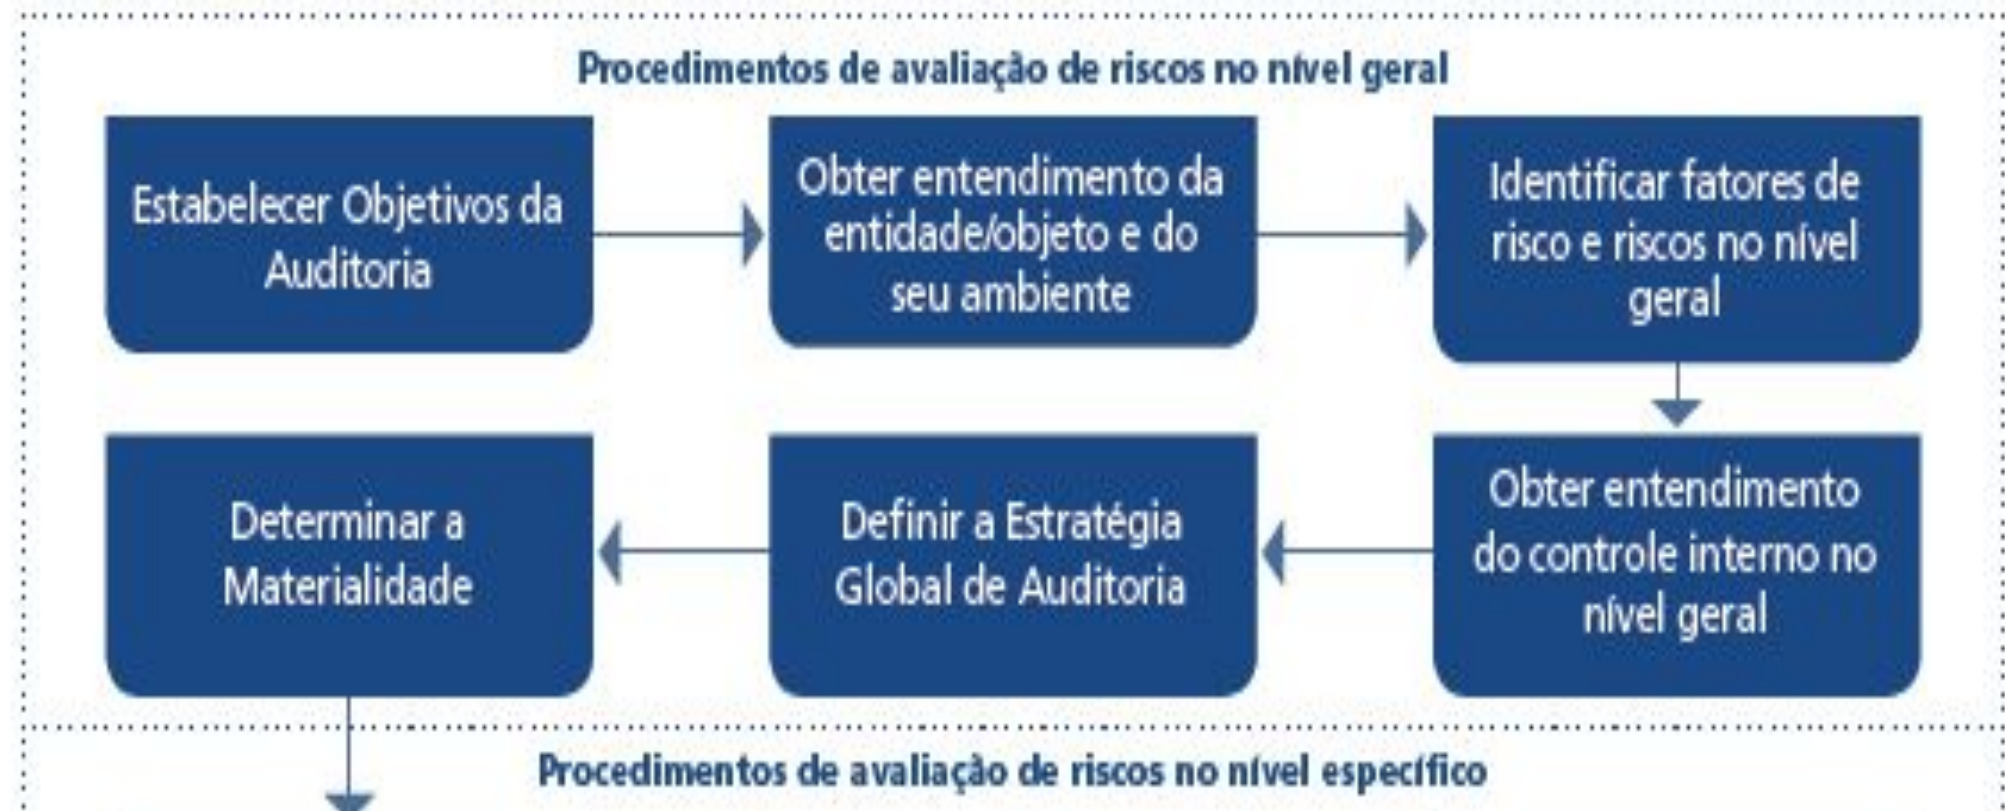 Procedimentos de avaliação de riscos no nível geral
Estabelecer Objetivos da
Auditoria
Obter entendimento da
entidade/objeto e do
seu ambiente
Identificar fatores de
risco e riscos no nível
geral
Obter entendimento
do controle interno no
nível geral
Definir a Estratégia
Global de Auditoria
Determinar a
Materialidade
Procedimentos de avaliação de riscos no nível específico